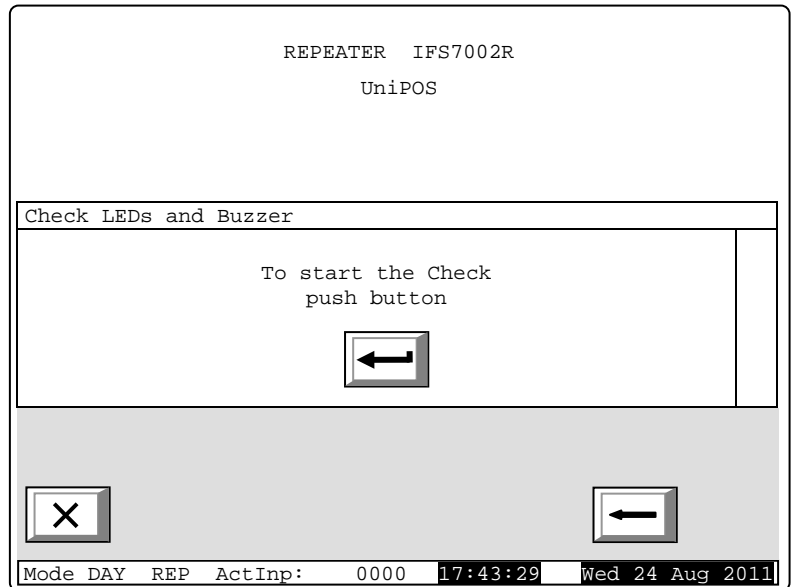 REPEATER IFS7002R
UniPOS
Check LEDs and Buzzer
To start the Check
push button
Mode DAY REP ActInp: 0000 17:43:29 Wed 24 Aug 2011